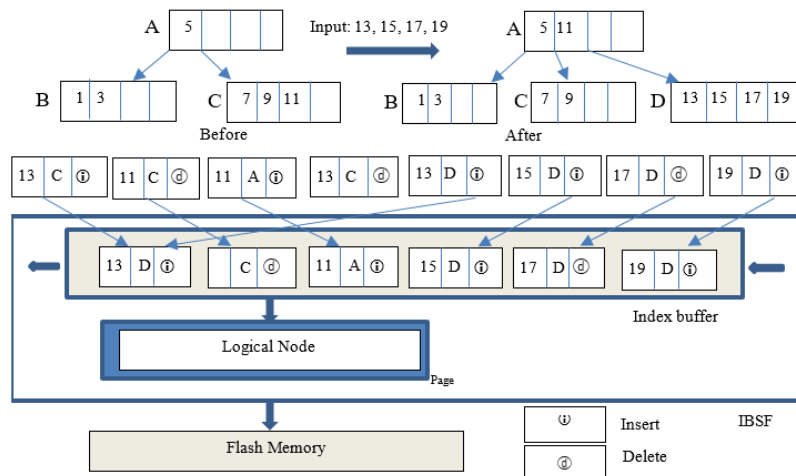 A 5 Input: 13, 15, 17, 19 A 5 11
B 1 3 C 7 9 11 B 1 3 C 7 9 D 13 15 17 19
Before After
13 C ⓘ 11 C ⓓ 11 A ⓘ 13 C ⓓ 13 D ⓘ 15 D ⓘ 17 D ⓓ 19 D ⓘ
13 D ⓘ C ⓓ 11 A ⓘ 15 D ⓘ 17 D ⓓ 19 D ⓘ
Index buffer
Logical Node
Page
ⓘ Insert IBSF
Flash Memory
ⓓ Delete